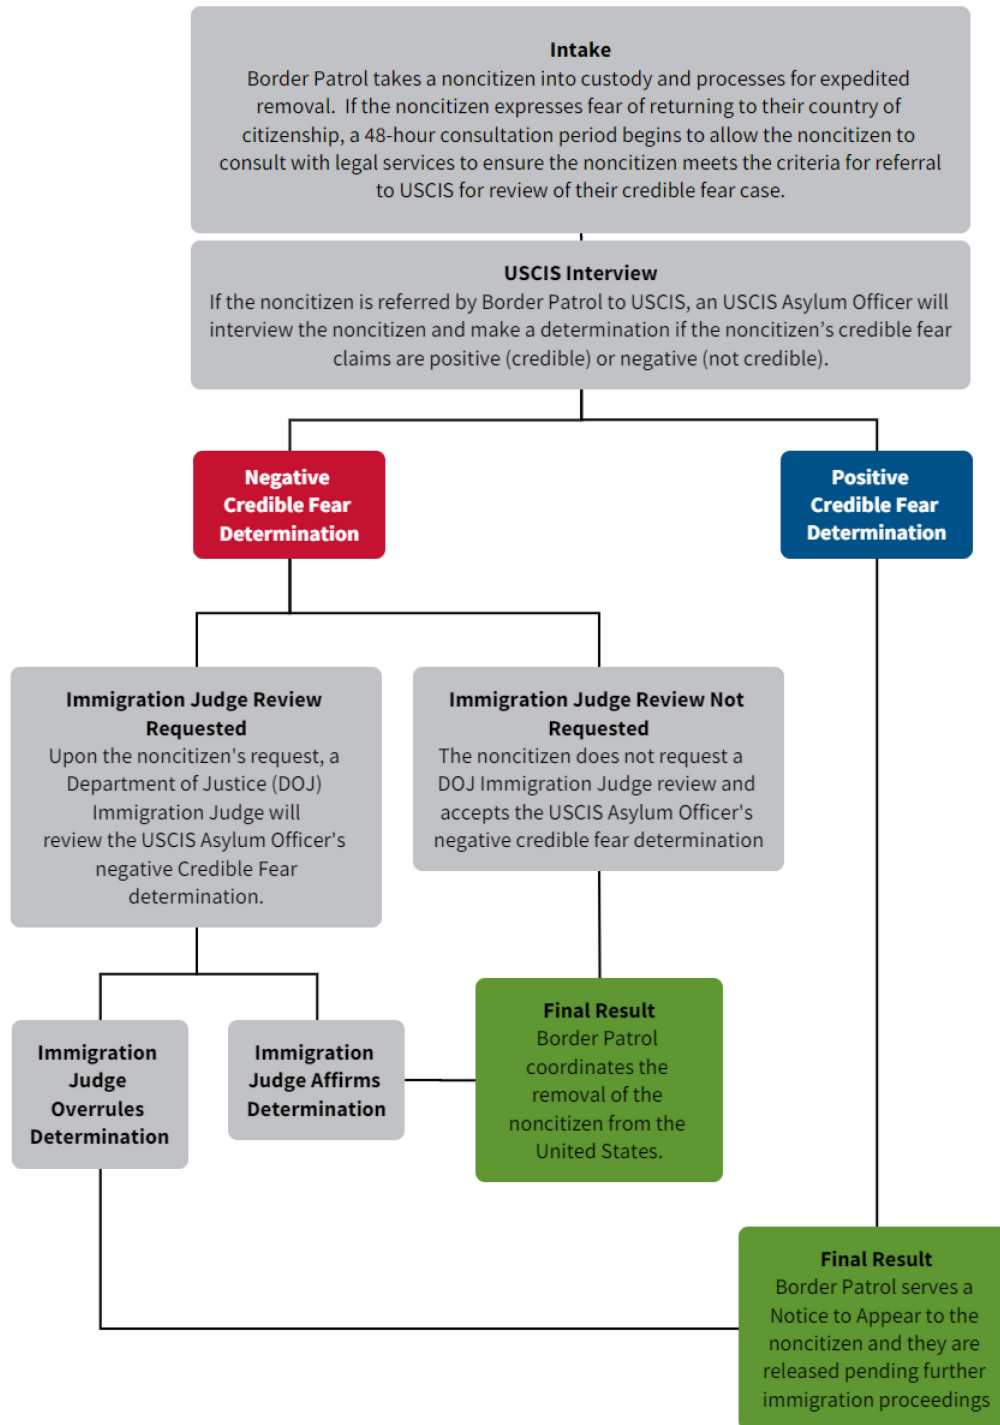 Intake
Border Patrol takes a noncitizen into custody and processes for expedited
removal. If the noncitizen expresses fear of returning to their country of
citizenship, a 48-hour consultation period begins to allow the noncitizen to
consult with legal services to ensure the noncitizen meets the criteria for referral
to USCIS for review of their credible fear case.
USCIS Interview
If the noncitizen is referred by Border Patrol to USCIS, an USCIS Asylum Officer will
interview the noncitizen and make a determination if the noncitizen’s credible fear
claims are positive (credible) or negative (not credible).
Negative
Credible Fear
Determination
Positive
Credible Fear
Determination
Immigration Judge Review
Requested
Upon the noncitizen's request, a
Department of Justice (DOJ)
Immigration Judge will
review the USCIS Asylum Officer's
negative Credible Fear
determination.
Immigration Judge Review Not
Requested
The noncitizen does not request a
DOJ Immigration Judge review and
accepts the USCIS Asylum Officer's
negative credible fear determination
Immigration
Judge
Overrules
Determination
Immigration
Judge Affirms
Determination
Final Result
Border Patrol
coordinates the
removal of the
noncitizen from the
United States.
Final Result
Border Patrol serves a
Notice to Appear to the
noncitizen and they are
released pending further
immigration proceedings